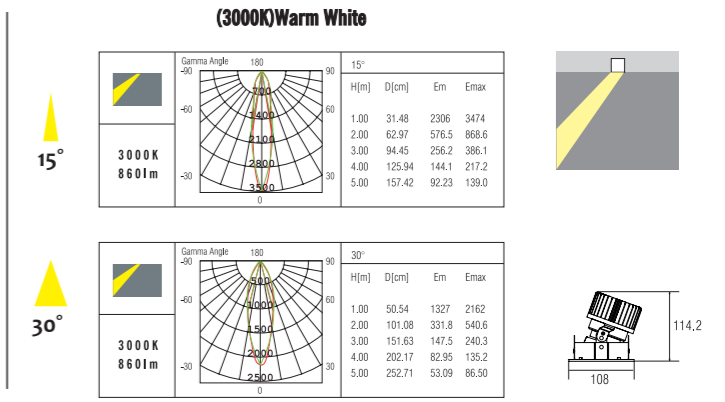 (3000K)Warm White
15°
Gamma Angle 180
-90 90
-60 60
-30 30
0
700
1400
2100
2800
3500
3000K
860lm
15°
H[m] D[cm] Em Emax
1.00 31.48 2306 3474
2.00 62.97 576.5 868.6
3.00 94.45 256.2 386.1
4.00 125.94 144.1 217.2
5.00 157.42 92.23 139.0
30°
Gamma Angle 180
-90 90
-60 60
-30 30
0
500
1000
1500
2000
2500
3000K
860lm
30°
H[m] D[cm] Em Emax
1.00 50.54 1327 2162
2.00 101.08 331.8 540.6
3.00 151.63 147.5 240.3
4.00 202.17 82.95 135.2
5.00 252.71 53.09 86.50
114,2
108